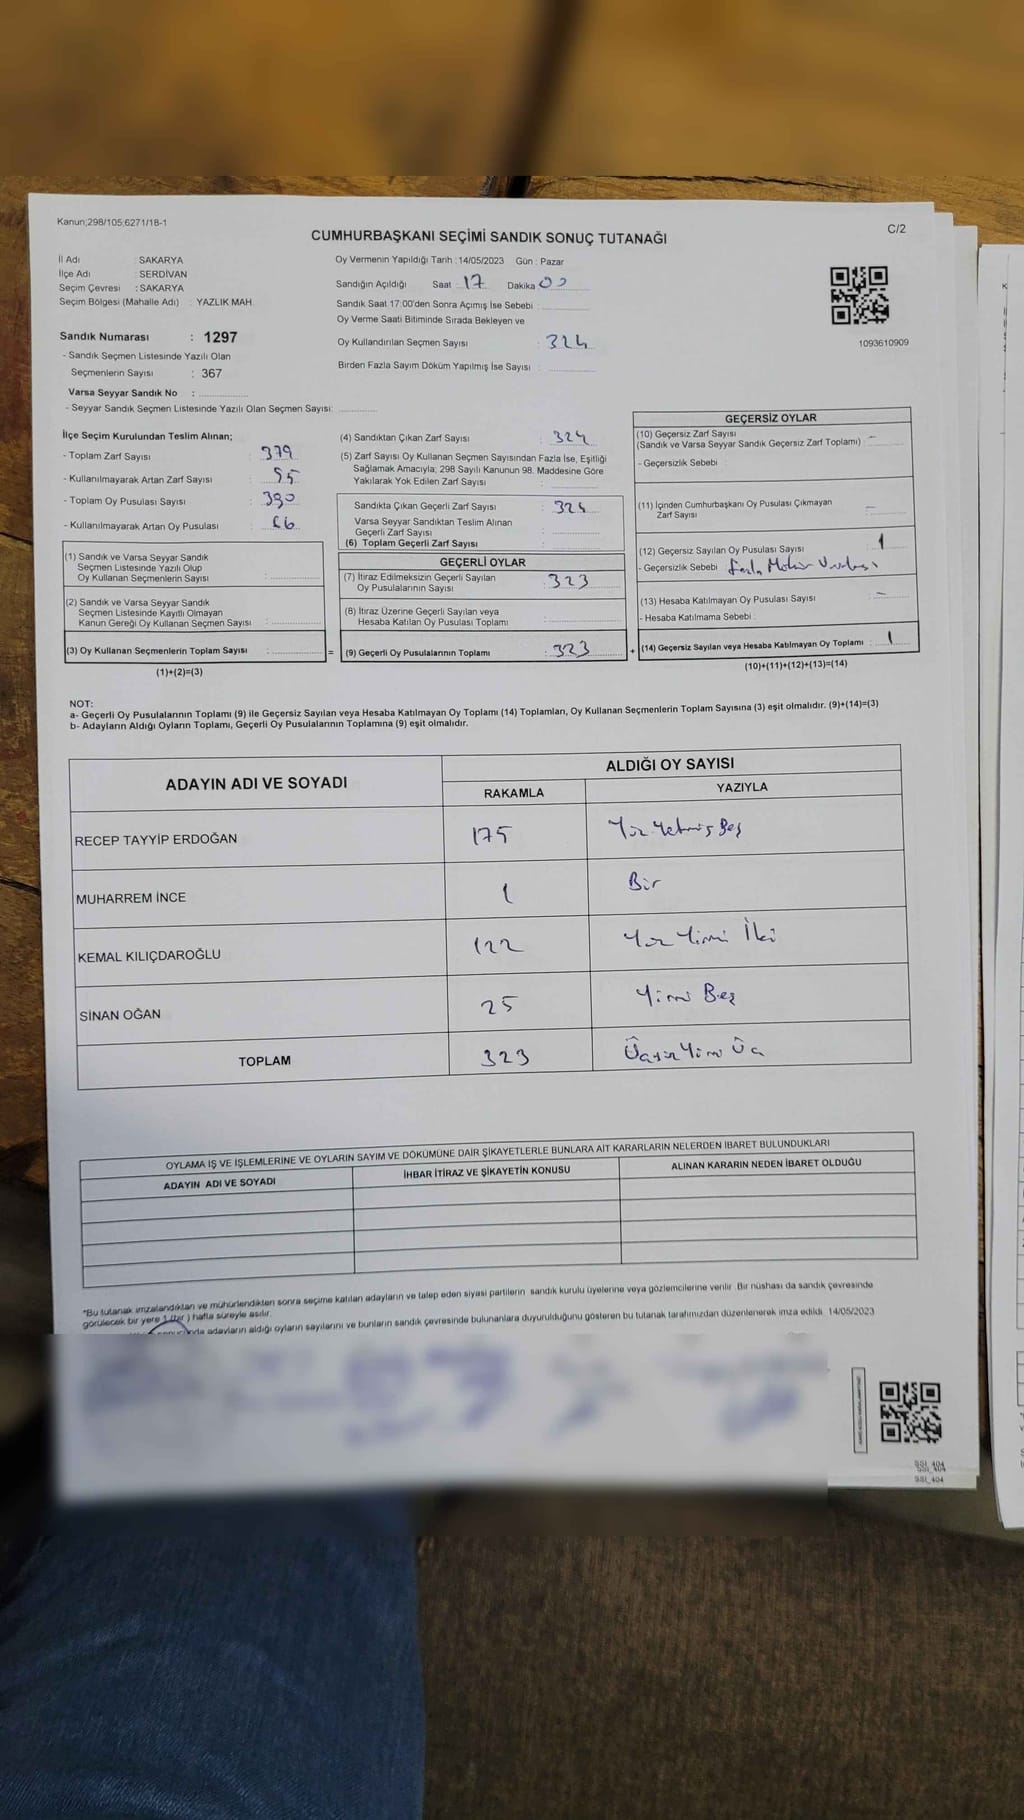 Kanun;298/105;6271/18-1
C/2
CUMHURBAŞKANI SEÇİMİ SANDIK SONUÇ TUTANAĞI
İl Adı : SAKARYA
İlçe Adı : SERDİVAN
Seçim Çevresi : SAKARYA
Seçim Bölgesi (Mahalle Adı) : YAZLIK MAH.
Sandık Numarası : 1297
- Sandık Seçmen Listesinde Yazılı Olan
Seçmenlerin Sayısı : 367
Varsa Seyyar Sandık No :
- Seyyar Sandık Seçmen Listesinde Yazılı Olan Seçmen Sayısı:
Oy Vermenin Yapıldığı Tarih :14/05/2023 Gün : Pazar
Sandığın Açıldığı Saat 17 Dakika 00
Sandık Saat 17:00'den Sonra Açımış İse Sebebi :
Oy Verme Saati Bitiminde Sırada Bekleyen ve
Oy Kullandırılan Seçmen Sayısı : 324
Birden Fazla Sayım Döküm Yapılmış İse Sayısı :
1093610909
İlçe Seçim Kurulundan Teslim Alınan;
- Toplam Zarf Sayısı : 379
- Kullanılmayarak Artan Zarf Sayısı : 55
- Toplam Oy Pusulası Sayısı : 390
- Kullanılmayarak Artan Oy Pusulası : 66
(1) Sandık ve Varsa Seyyar Sandık
Seçmen Listesinde Yazılı Olup
Oy Kullanan Seçmenlerin Sayısı :
(2) Sandık ve Varsa Seyyar Sandık
Seçmen Listesinde Kayıtlı Olmayan
Kanun Gereği Oy Kullanan Seçmen Sayısı :
(3) Oy Kullanan Seçmenlerin Toplam Sayısı : =
(1)+(2)=(3)
(4) Sandıktan Çıkan Zarf Sayısı : 324
(5) Zarf Sayısı Oy Kullanan Seçmen Sayısından Fazla İse, Eşitliği
Sağlamak Amacıyla; 298 Sayılı Kanunun 98. Maddesine Göre
Yakılarak Yok Edilen Zarf Sayısı :
Sandıkta Çıkan Geçerli Zarf Sayısı : 324
Varsa Seyyar Sandıktan Teslim Alınan
Geçerli Zarf Sayısı :
(6) Toplam Geçerli Zarf Sayısı :
GEÇERLİ OYLAR
(7) İtiraz Edilmeksizin Geçerli Sayılan
Oy Pusulalarının Sayısı : 323
(8) İtiraz Üzerine Geçerli Sayılan veya
Hesaba Katılan Oy Pusulası Toplamı :
(9) Geçerli Oy Pusulalarının Toplamı : 323 +
GEÇERSİZ OYLAR
(10) Geçersiz Zarf Sayısı
(Sandık ve Varsa Seyyar Sandık Geçersiz Zarf Toplamı) : -
- Geçersizlik Sebebi :
(11) İçinden Cumhurbaşkanı Oy Pusulası Çıkmayan
Zarf Sayısı : -
(12) Geçersiz Sayılan Oy Pusulası Sayısı : 1
- Geçersizlik Sebebi : Fazla Mühür
(13) Hesaba Katılmayan Oy Pusulası Sayısı : -
- Hesaba Katılmama Sebebi :
(14) Geçersiz Sayılan veya Hesaba Katılmayan Oy Toplamı : 1
(10)+(11)+(12)+(13)=(14)
NOT:
a- Geçerli Oy Pusulalarının Toplamı (9) ile Geçersiz Sayılan veya Hesaba Katılmayan Oy Toplamı (14) Toplamları, Oy Kullanan Seçmenlerin Toplam Sayısına (3) eşit olmalıdır. (9)+(14)=(3)
b- Adayların Aldığı Oyların Toplamı, Geçerli Oy Pusulalarının Toplamına (9) eşit olmalıdır.
ADAYIN ADI VE SOYADI
ALDIĞI OY SAYISI
RAKAMLA YAZIYLA
RECEP TAYYİP ERDOĞAN 175 Yüz Yetmiş Beş
MUHARREM İNCE 1 Bir
KEMAL KILIÇDAROĞLU 122 Yüz Yirmi İki
SİNAN OĞAN 25 Yirmi Beş
TOPLAM 323 Üçyüz Yirmi Üç
OYLAMA İŞ VE İŞLEMLERİNE VE OYLARIN SAYIM VE DÖKÜMÜNE DAİR ŞİKAYETLERLE BUNLARA AİT KARARLARIN NELERDEN İBARET BULUNDUKLARI
ADAYIN ADI VE SOYADI İHBAR İTİRAZ VE ŞİKAYETİN KONUSU ALINAN KARARIN NEDEN İBARET OLDUĞU
*Bu tutanak imzalandıktan ve mühürlendikten sonra seçime katılan adayların ve talep eden siyasi partilerin sandık kurulu üyelerine veya gözlemcilerine verilir. Bir nüshası da sandık çevresinde
görülecek bir yere 1 (bir) hafta süreyle asılır.
adayların aldığı oyların sayılarını ve bunların sandık çevresinde bulunanlara duyurulduğunu gösteren bu tutanak tarafımızdan düzenlenerek imza edildi. 14/05/2023
SSI_404
SSI_404